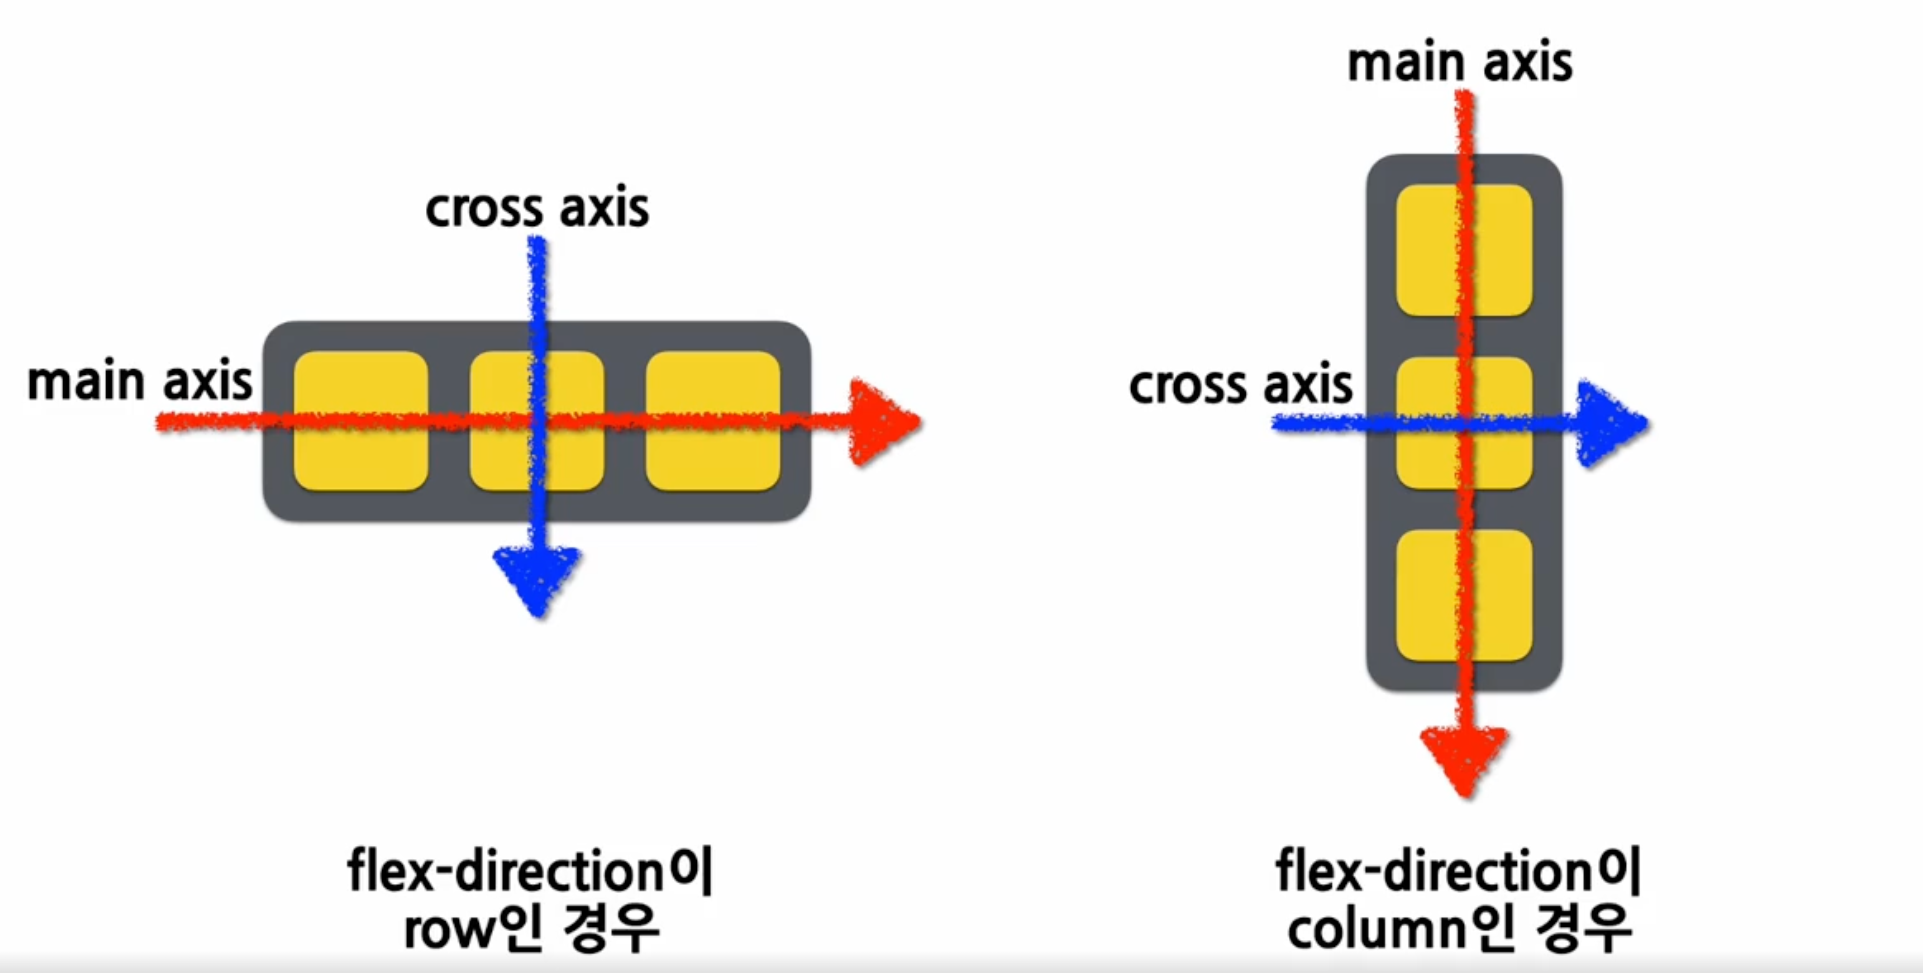 cross axis
main axis
flex-direction이
row인 경우
main axis
cross axis
flex-direction이
column인 경우